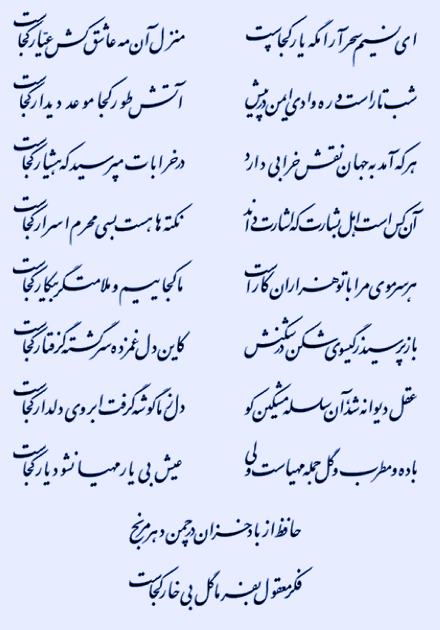 ای نسیم سحر آرامگه یار کجاست منزل آن مه عاشق کش عیار کجاست
شب تار است و ره وادی ایمن در پیش آتش طور کجا موعد دیدار کجاست
هر که آمد به جهان نقش خرابی دارد در خرابات مپرسید که هشیار کجاست
آن کس است اهل بشارت که اشارت داند نکته ها هست بسی محرم اسرار کجاست
هر سر موی مرا با تو هزاران کار است ما کجاییم و ملامت گر بیکار کجاست
باز پرسید ز گیسوی شکن در شکنش کاین دل غمزده سرگشته گرفتار کجاست
عقل دیوانه شد آن سلسله مشکین کو دل ز ما گوشه گرفت ابروی دلدار کجاست
باده و مطرب و گل جمله مهیاست ولی عیش بی یار مهیا نشود یار کجاست
حافظ از باد خزان در چمن دهر مرنج
فکر معقول بفرما گل بی خار کجاست